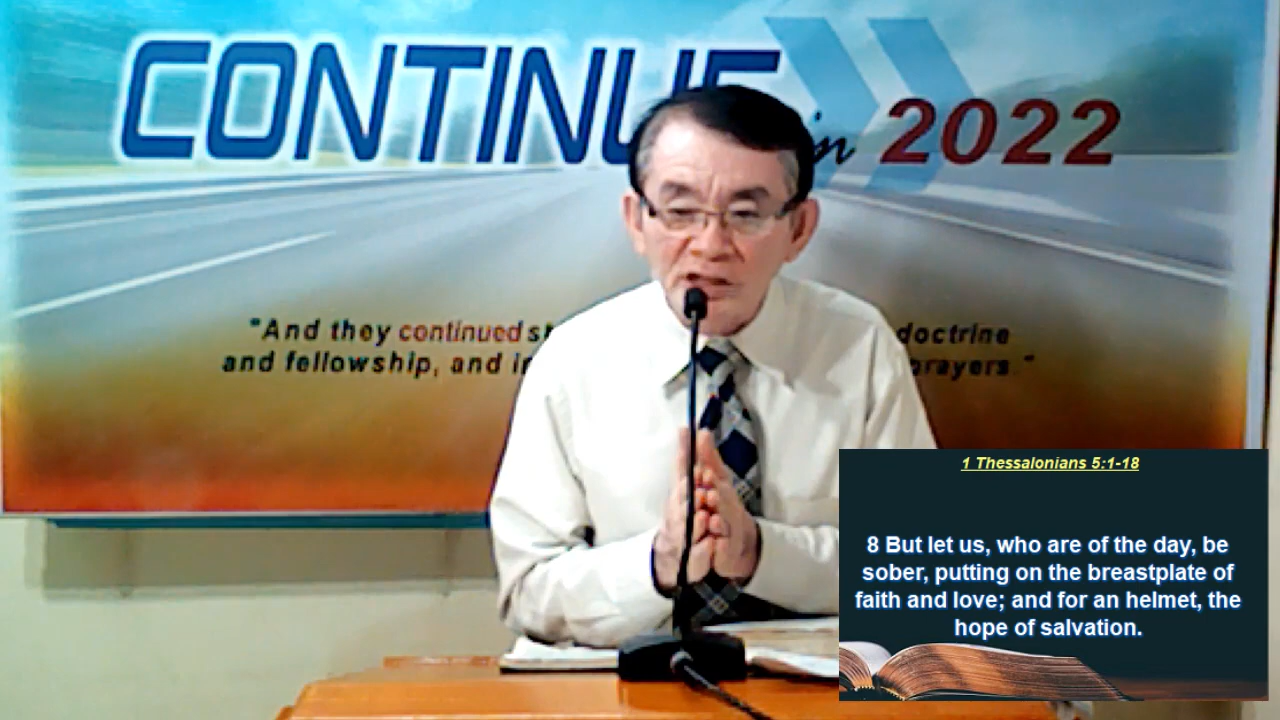 CONTINUE in 2022
"And they continued doctrine
and fellowship, and prayers."
1 Thessalonians 5:1-18
8 But let us, who are of the day, be
sober, putting on the breastplate of
faith and love; and for an helmet, the
hope of salvation.